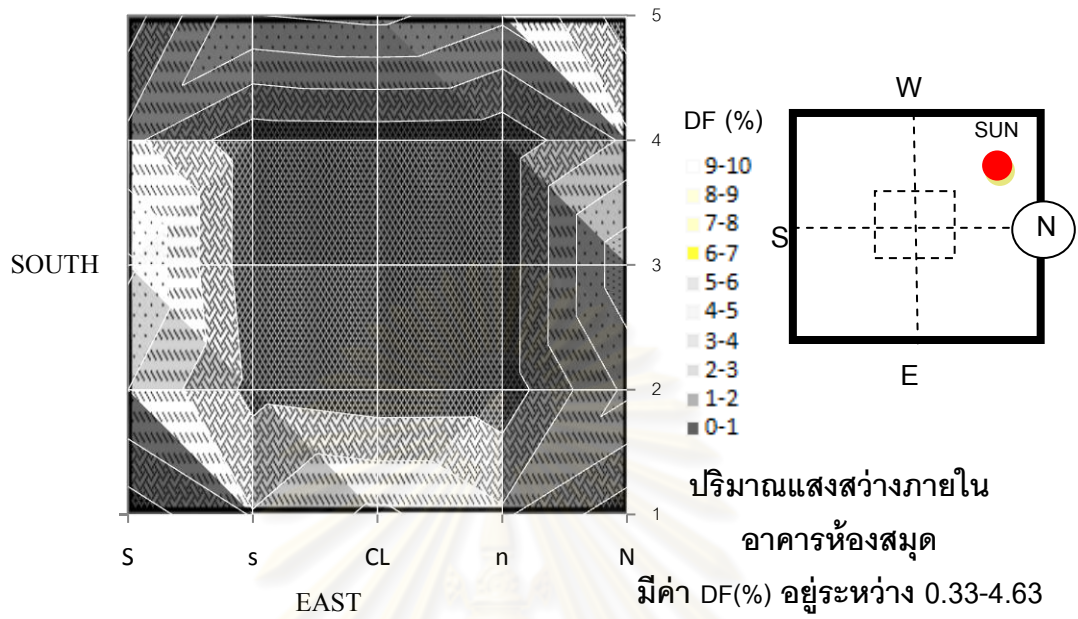 5
4
3
2
1
SOUTH
S
s
CL
n
N
EAST
DF (%)
9-10
8-9
7-8
6-7
5-6
4-5
3-4
2-3
1-2
0-1
W
SUN
S
N
E
ปริมาณแสงสว่างภายใน
อาคารห้องสมุด
มีค่า DF(%) อยู่ระหว่าง 0.33-4.63